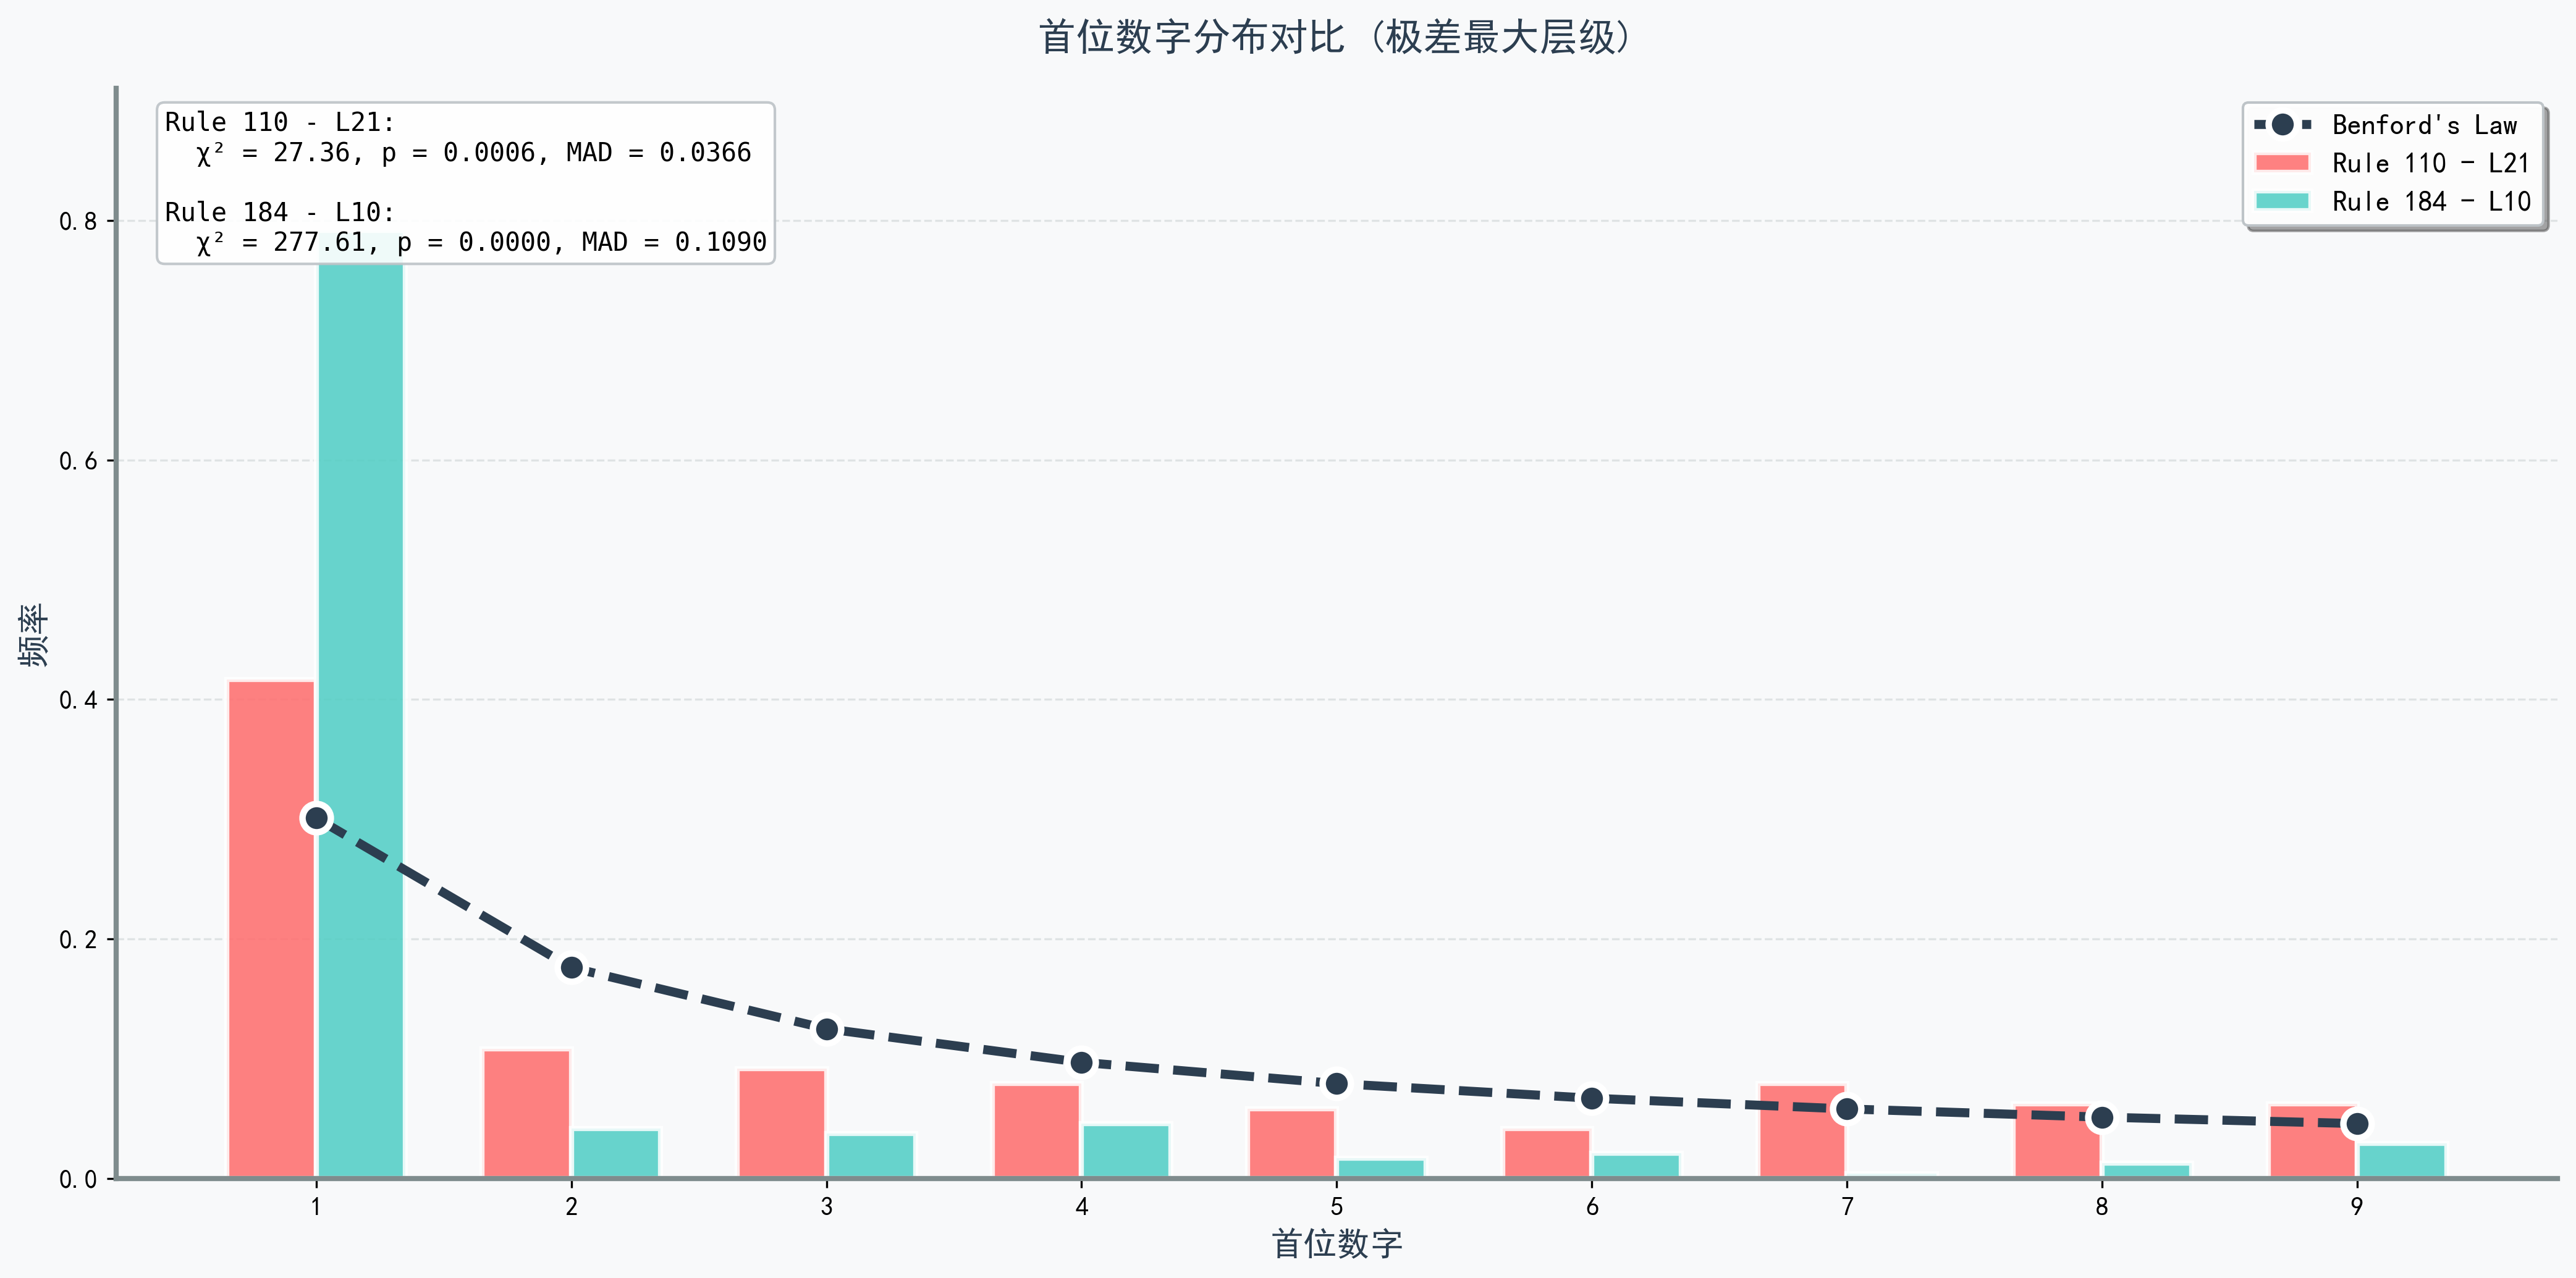 首位数字分布对比 (极差最大层级)
Rule 110 - L21:
χ² = 27.36, p = 0.0006, MAD = 0.0366
Rule 184 - L10:
χ² = 277.61, p = 0.0000, MAD = 0.1090
Benford's Law
Rule 110 - L21
Rule 184 - L10
频率
0.8
0.6
0.4
0.2
0.0
1 2 3 4 5 6 7 8 9
首位数字